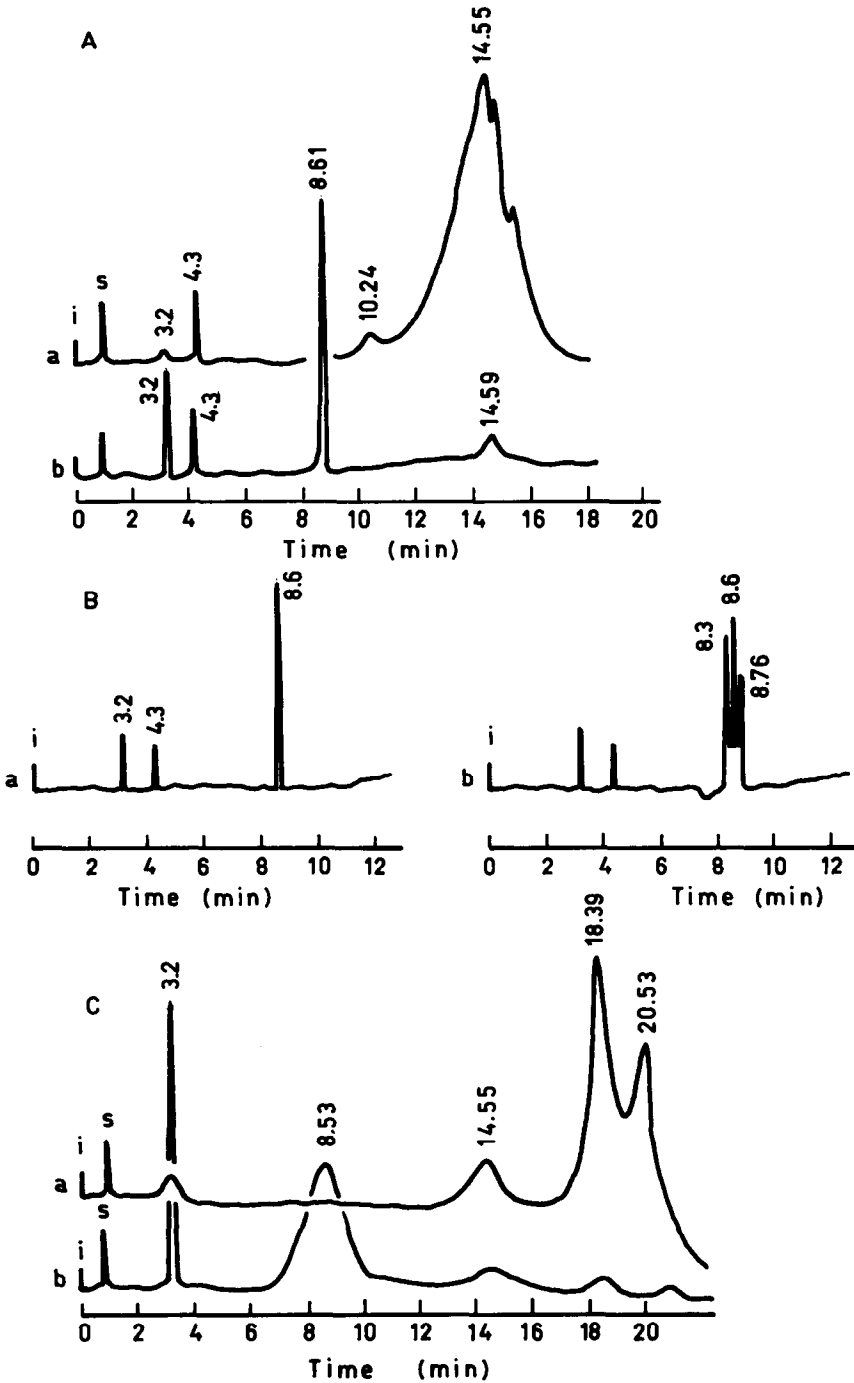 A
14.55
8.61
s
4.3
10.24
i
3.2
a
3.2
4.3
14.59
b
0 2 4 6 8 10 12 14 16 18 20
Time (min)
B
8.6
3.2
4.3
i
a
0 2 4 6 8 10 12
Time (min)
8.6
8.3
8.76
i
b
0 2 4 6 8 10 12
Time (min)
C
18.39
3.2
20.53
8.53
14.55
s
i
a
s
i
b
0 2 4 6 8 10 12 14 16 18 20
Time (min)